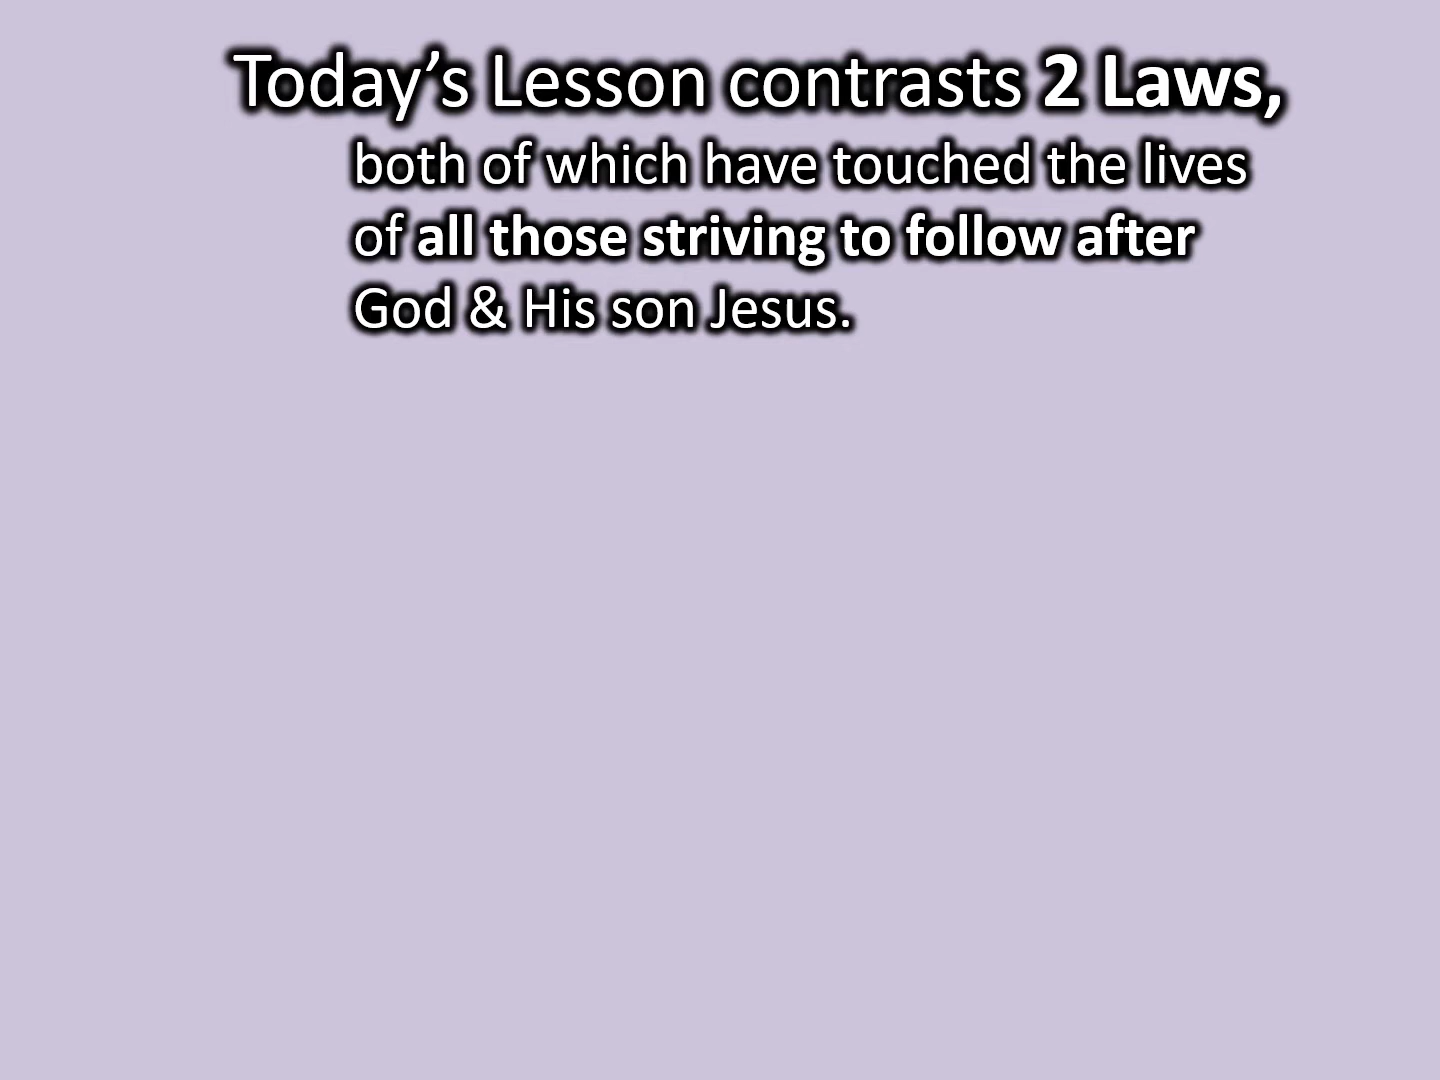 Today’s Lesson contrasts 2 Laws,
both of which have touched the lives
of all those striving to follow after
God & His son Jesus.